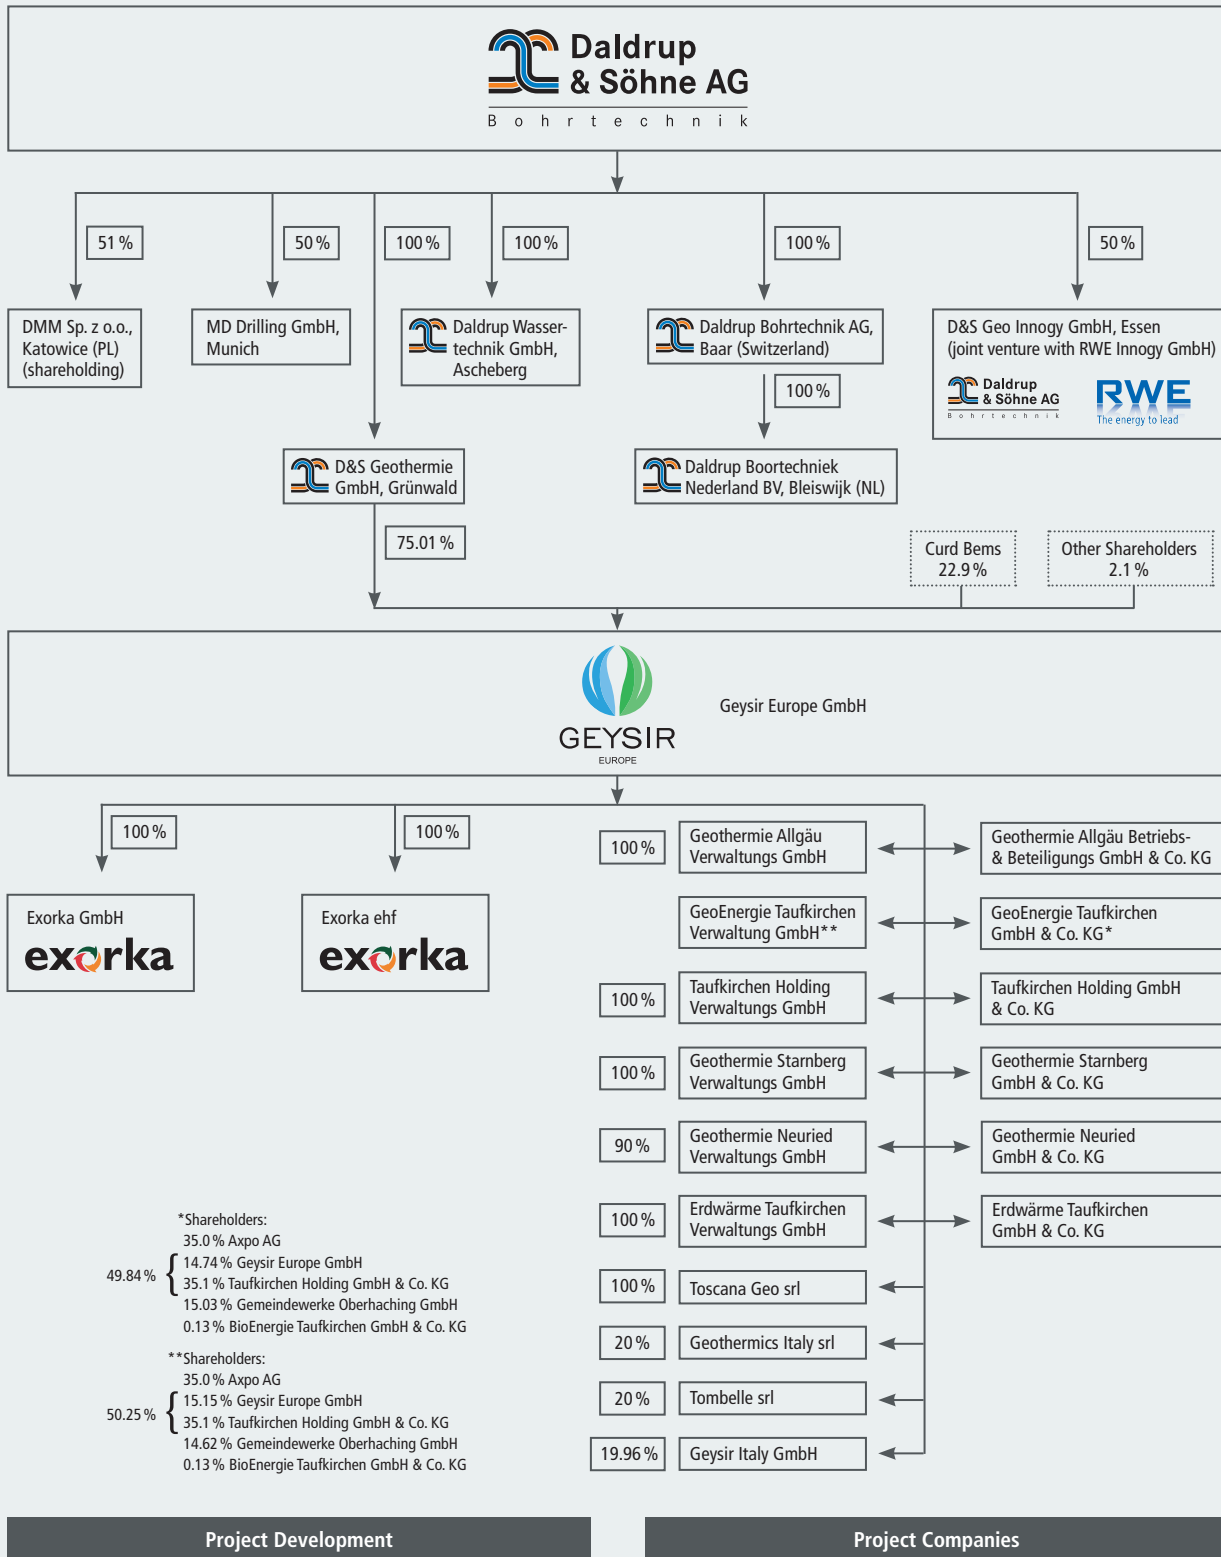 Daldrup
& Söhne AG
Bohrtechnik
51 %
50 %
100 %
100 %
100 %
50 %
DMM Sp. z o.o.,
Katowice (PL)
(shareholding)
MD Drilling GmbH,
Munich
Daldrup Wasser-
technik GmbH,
Ascheberg
Daldrup Bohrtechnik AG,
Baar (Switzerland)
D&S Geo Innogy GmbH, Essen
(joint venture with RWE Innogy GmbH)
Daldrup
& Söhne AG
Bohrtechnik
RWE
The energy to lead
100 %
D&S Geothermie
GmbH, Grünwald
Daldrup Boortechniek
Nederland BV, Bleiswijk (NL)
75.01 %
Curd Bems
22.9 %
Other Shareholders
2.1 %
GEYSIR
EUROPE
Geysir Europe GmbH
100 %
100 %
Exorka GmbH
exorka
Exorka ehf
exorka
100 %
Geothermie Allgäu
Verwaltungs GmbH
Geothermie Allgäu Betriebs-
& Beteiligungs GmbH & Co. KG
GeoEnergie Taufkirchen
Verwaltung GmbH**
GeoEnergie Taufkirchen
GmbH & Co. KG*
100 %
Taufkirchen Holding
Verwaltungs GmbH
Taufkirchen Holding GmbH
& Co. KG
100 %
Geothermie Starnberg
Verwaltungs GmbH
Geothermie Starnberg
GmbH & Co. KG
90 %
Geothermie Neuried
Verwaltungs GmbH
Geothermie Neuried
GmbH & Co. KG
100 %
Erdwärme Taufkirchen
Verwaltungs GmbH
Erdwärme Taufkirchen
GmbH & Co. KG
100 %
Toscana Geo srl
20 %
Geothermics Italy srl
20 %
Tombelle srl
19.96 %
Geysir Italy GmbH
*Shareholders:
35.0 % Axpo AG
49.84 %
14.74 % Geysir Europe GmbH
35.1 % Taufkirchen Holding GmbH & Co. KG
15.03 % Gemeindewerke Oberhaching GmbH
0.13 % BioEnergie Taufkirchen GmbH & Co. KG
**Shareholders:
35.0 % Axpo AG
50.25 %
15.15 % Geysir Europe GmbH
35.1 % Taufkirchen Holding GmbH & Co. KG
14.62 % Gemeindewerke Oberhaching GmbH
0.13 % BioEnergie Taufkirchen GmbH & Co. KG
Project Development
Project Companies